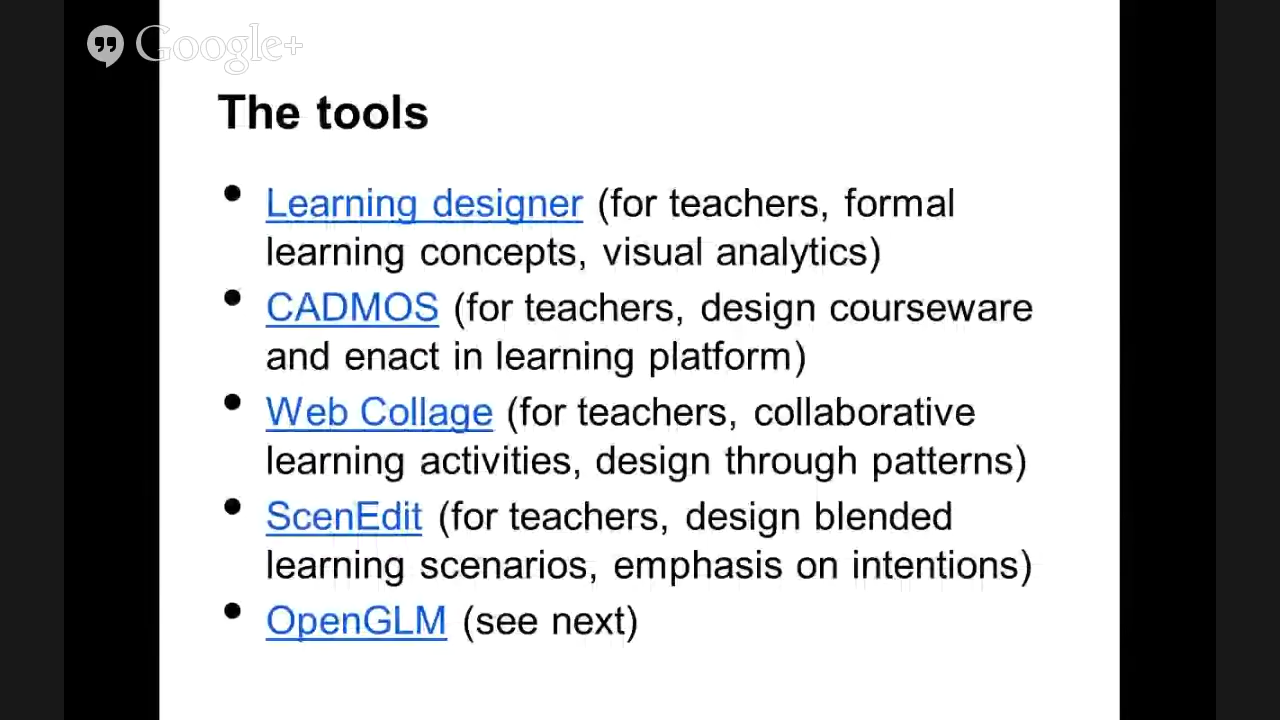 Google+
The tools
• Learning designer (for teachers, formal
learning concepts, visual analytics)
• CADMOS (for teachers, design courseware
and enact in learning platform)
• Web Collage (for teachers, collaborative
learning activities, design through patterns)
• ScenEdit (for teachers, design blended
learning scenarios, emphasis on intentions)
• OpenGLM (see next)